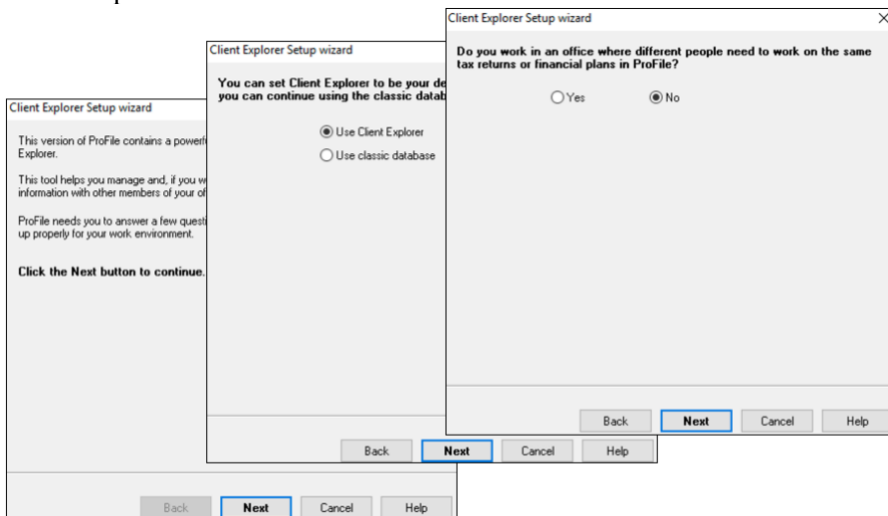 Client Explorer Setup wizard
This version of ProFile contains a powerfu
Explorer.
This tool helps you manage and, if you w
information with other members of your of
ProFile needs you to answer a few questi
up properly for your work environment.
Click the Next button to continue.
Back Next Cancel Help
Client Explorer Setup wizard
You can set Client Explorer to be your de
you can continue using the classic datab
Use Client Explorer
Use classic database
Back Next Cancel Help
Client Explorer Setup wizard
Do you work in an office where different people need to work on the same
tax returns or financial plans in ProFile?
Yes No
Back Next Cancel Help